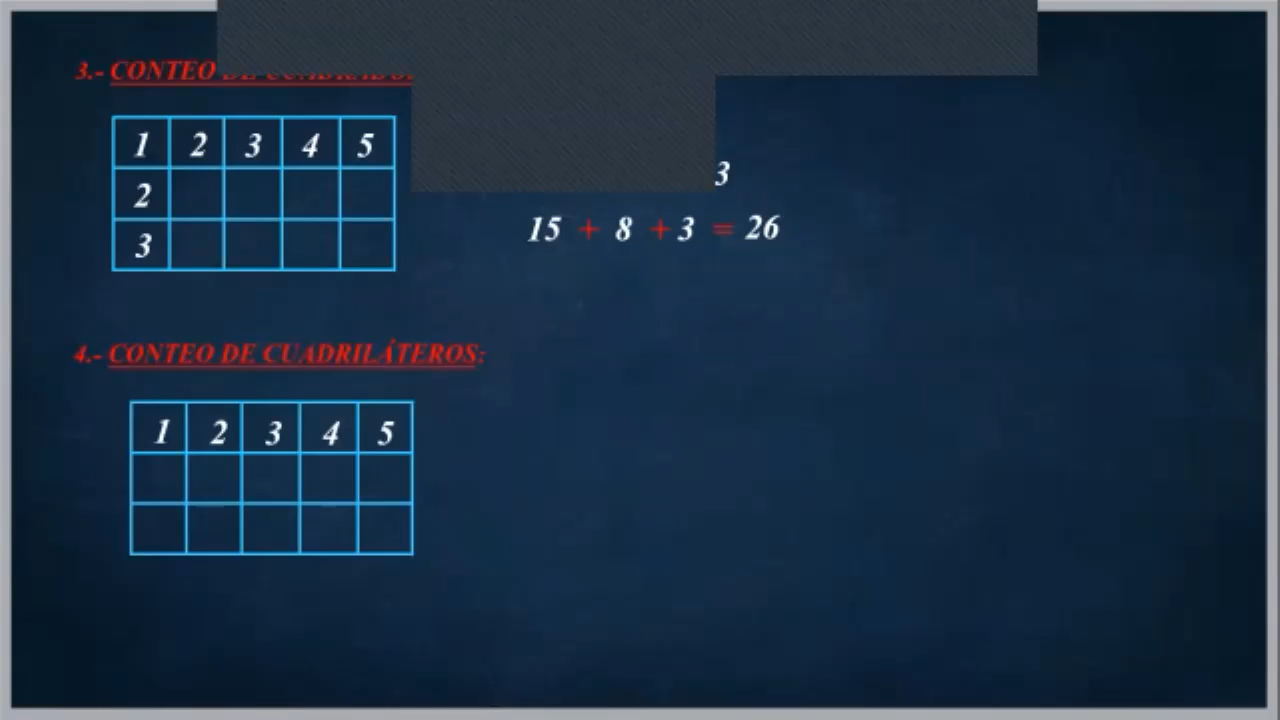 3.- CONTEO
1 2 3 4 5
2
3
3
15 + 8 + 3 = 26
4.- CONTEO DE CUADRILÁTEROS:
1 2 3 4 5